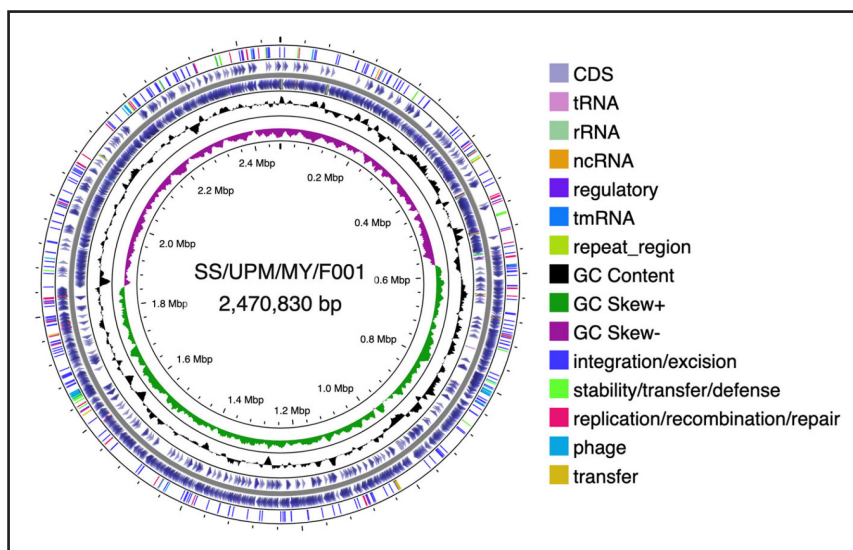 2.4 Mbp
0.2 Mbp
2.2 Mbp
0.4 Mbp
2.0 Mbp
SS/UPM/MY/F001
0.6 Mbp
2,470,830 bp
1.8 Mbp
0.8 Mbp
1.6 Mbp
1.0 Mbp
1.4 Mbp
1.2 Mbp
CDS
tRNA
rRNA
ncRNA
regulatory
tmRNA
repeat_region
GC Content
GC Skew+
GC Skew-
integration/excision
stability/transfer/defense
replication/recombination/repair
phage
transfer